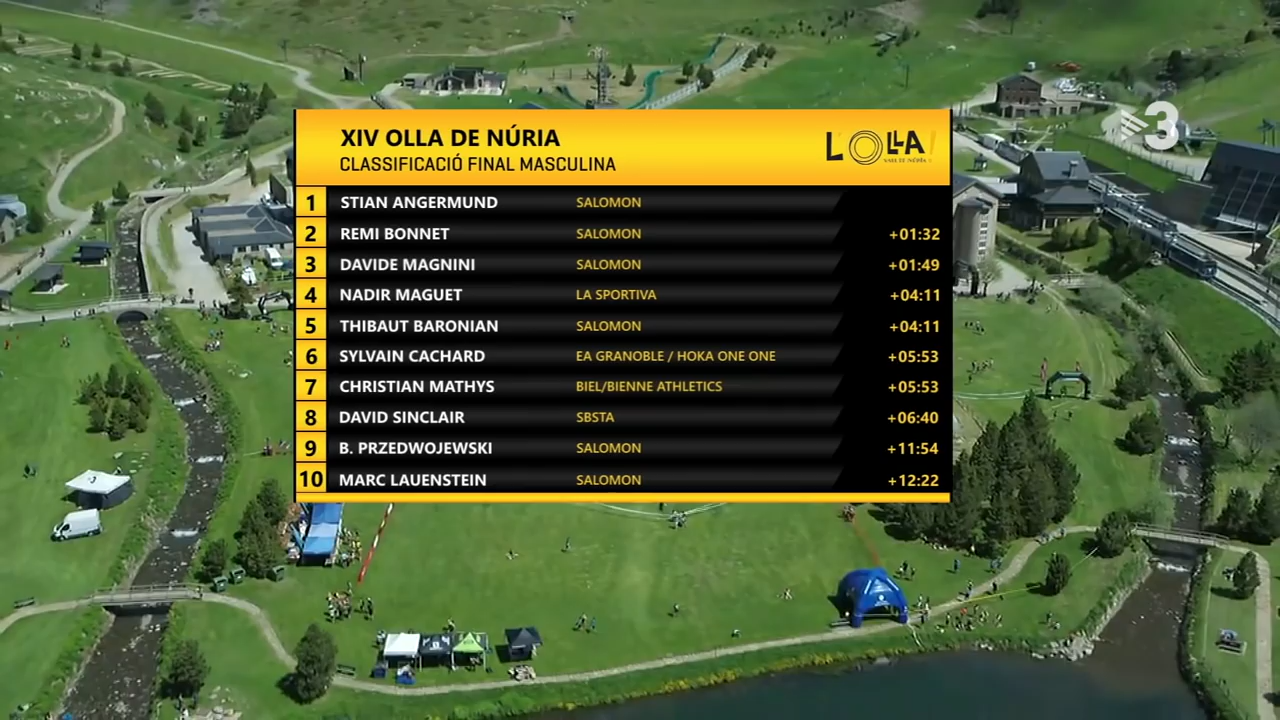 XIV OLLA DE NÚRIA
CLASSIFICACIÓ FINAL MASCULINA
L'OLLA!
VALL DE NÚRIA
3
1 STIAN ANGERMUND SALOMON
2 REMI BONNET SALOMON +01:32
3 DAVIDE MAGNINI SALOMON +01:49
4 NADIR MAGUET LA SPORTIVA +04:11
5 THIBAUT BARONIAN SALOMON +04:11
6 SYLVAIN CACHARD EA GRANOBLE / HOKA ONE ONE +05:53
7 CHRISTIAN MATHYS BIEL/BIENNE ATHLETICS +05:53
8 DAVID SINCLAIR SBSTA +06:40
9 B. PRZEDWOJEWSKI SALOMON +11:54
10 MARC LAUENSTEIN SALOMON +12:22